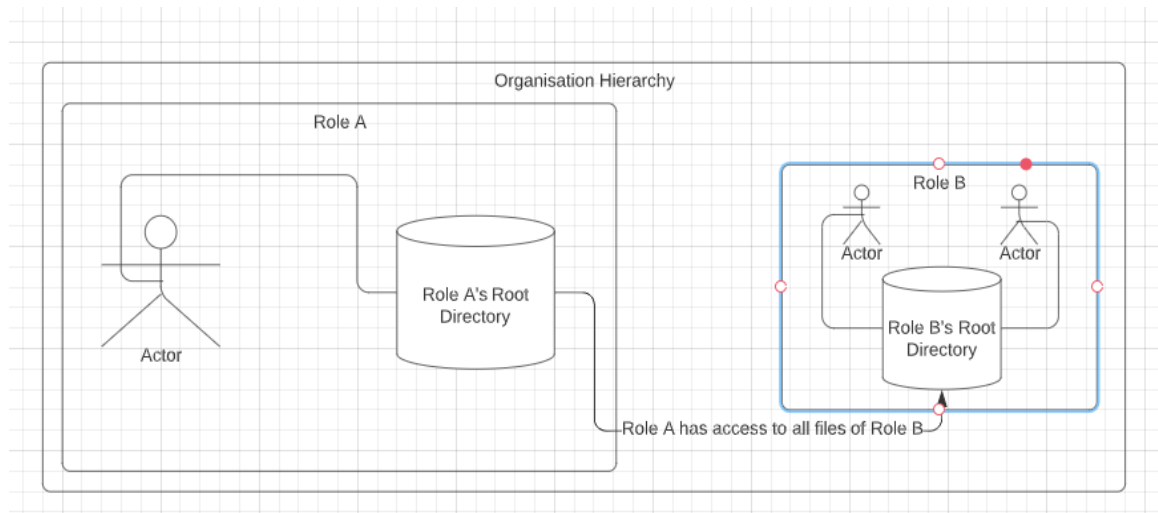 Organisation Hierarchy
Role A
Role B
Actor
Actor
Role A's Root
Directory
Role B's Root
Directory
Actor
Role A has access to all files of Role B